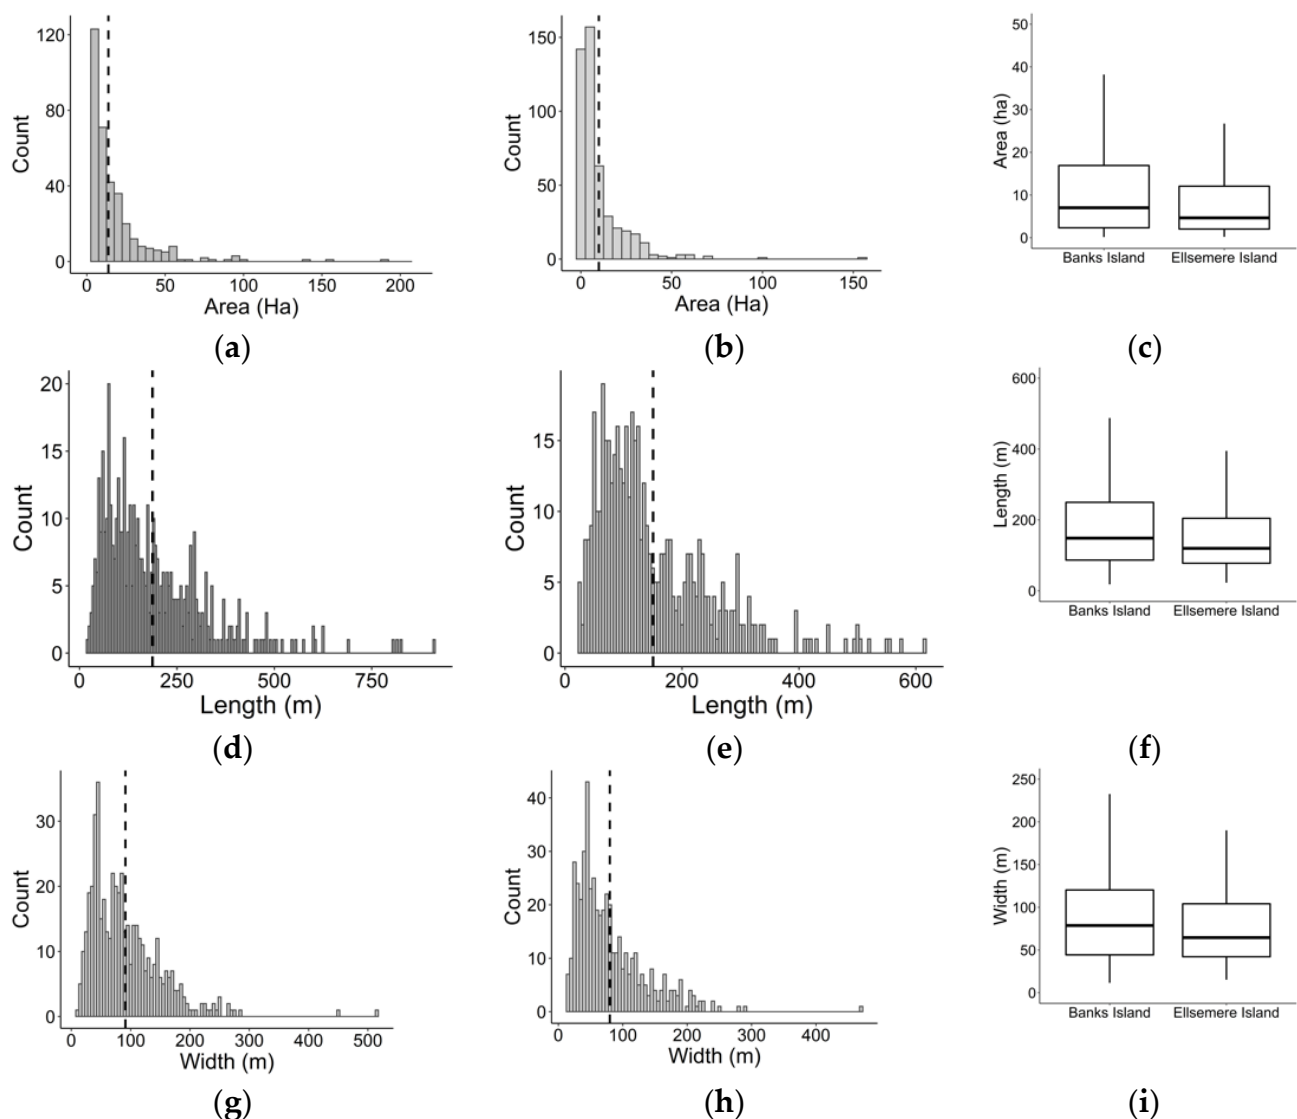 120
80
40
0
Count
0 50 100 150 200
Area (Ha)
(a)
150
100
50
0
Count
0 50 100 150
Area (Ha)
(b)
50
40
30
20
10
0
Area (ha)
Banks Island Ellsemere Island
(c)
20
15
10
5
0
Count
0 250 500 750
Length (m)
(d)
15
10
5
0
Count
0 200 400 600
Length (m)
(e)
600
400
200
0
Length (m)
Banks Island Ellsemere Island
(f)
30
20
10
0
Count
0 100 200 300 400 500
Width (m)
(g)
40
30
20
10
0
Count
0 100 200 300 400
Width (m)
(h)
250
200
150
100
50
0
Width (m)
Banks Island Ellsemere Island
(i)